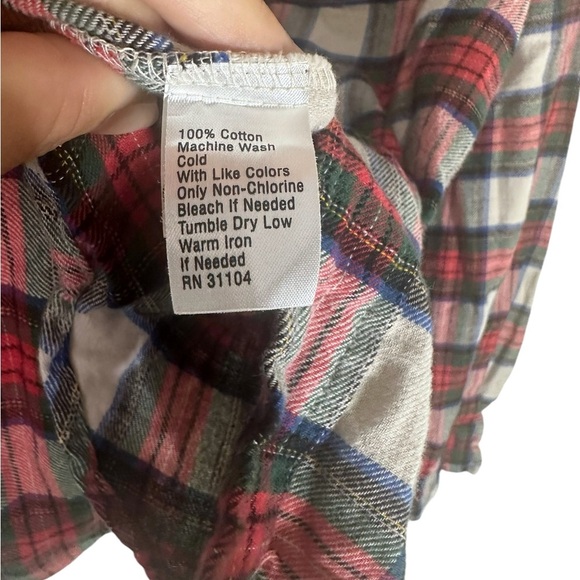 100% Cotton
Machine Wash
Cold
With Like Colors
Only Non-Chlorine
Bleach If Needed
Tumble Dry Low
Warm Iron
If Needed
RN 31104